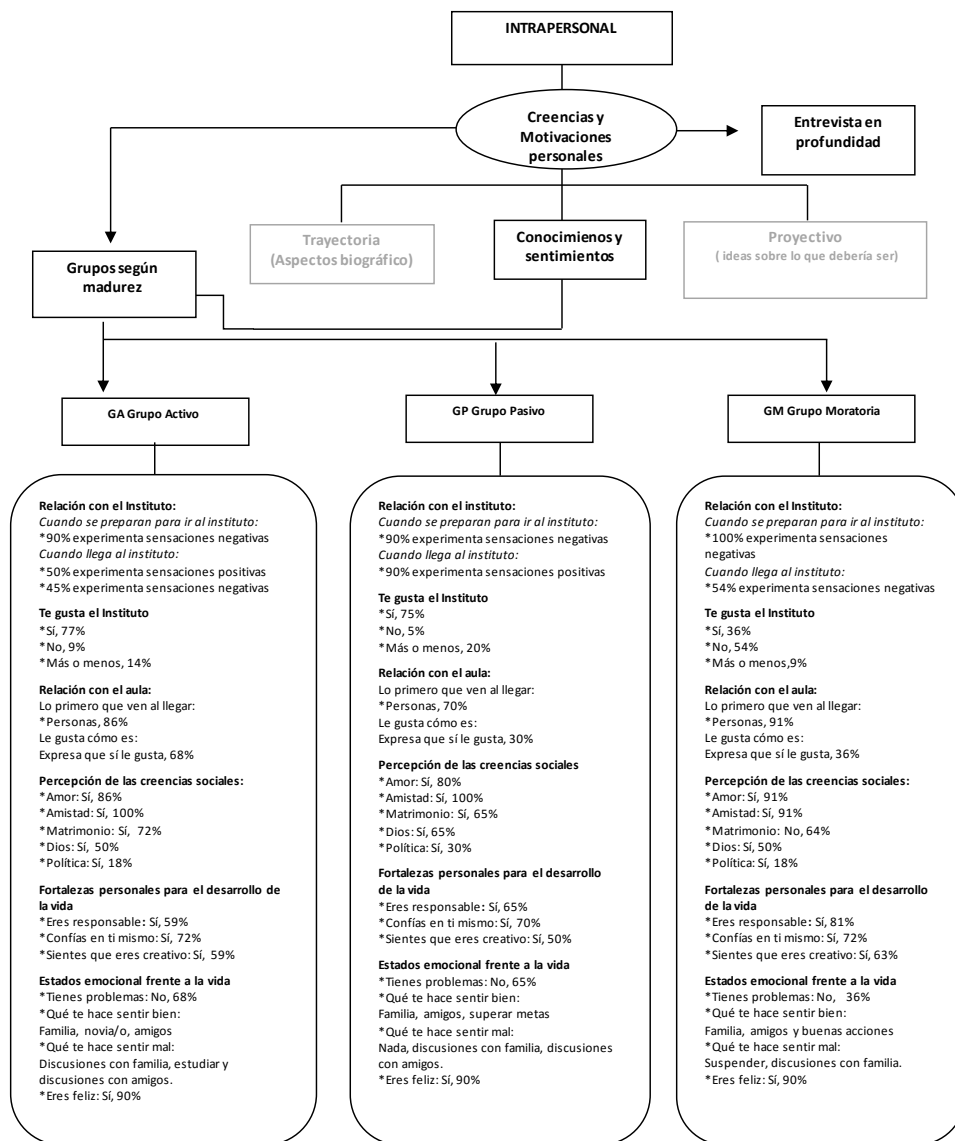 INTRAPERSONAL
Creencias y
Motivaciones
personales
Entrevista en
profundidad
Trayectoria
(Aspectos biográfico)
Conocimienos y
sentimientos
Proyectivo
( ideas sobre lo que debería ser)
Grupos según
madurez
GA Grupo Activo
GP Grupo Pasivo
GM Grupo Moratoria
Relación con el Instituto:
Cuando se preparan para ir al instituto:
*90% experimenta sensaciones negativas
Cuando llega al instituto:
*50% experimenta sensaciones positivas
*45% experimenta sensaciones negativas
Te gusta el Instituto
*Sí, 77%
*No, 9%
*Más o menos, 14%
Relación con el aula:
Lo primero que ven al llegar:
*Personas, 86%
Le gusta cómo es:
Expresa que sí le gusta, 68%
Percepción de las creencias sociales:
*Amor: Sí, 86%
*Amistad: Sí, 100%
*Matrimonio: Sí, 72%
*Dios: Sí, 50%
*Política: Sí, 18%
Fortalezas personales para el desarrollo de
la vida
*Eres responsable: Sí, 59%
*Confías en ti mismo: Sí, 72%
*Sientes que eres creativo: Sí, 59%
Estados emocional frente a la vida
*Tienes problemas: No, 68%
*Qué te hace sentir bien:
Familia, novia/o, amigos
*Qué te hace sentir mal:
Discusiones con familia, estudiar y
discusiones con amigos.
*Eres feliz: Sí, 90%
Relación con el instituto:
Cuando se preparan para ir al instituto:
*90% experimenta sensaciones negativas
Cuando llega al instituto:
*90% experimenta sensaciones positivas
Te gusta el Instituto
*Sí, 75%
*No, 5%
*Más o menos, 20%
Relación con el aula:
Lo primero que ven al llegar:
*Personas, 70%
Le gusta cómo es:
Expresa que sí le gusta, 30%
Percepción de las creencias sociales
*Amor: Sí, 80%
*Amistad: Sí, 100%
*Matrimonio: Sí, 65%
*Dios: Sí, 65%
*Política: Sí, 30%
Fortalezas personales para el desarrollo
de la vida
*Eres responsable: Sí, 65%
*Confías en ti mismo: Sí, 70%
*Sientes que eres creativo: Sí, 50%
Estados emocional frente a la vida
*Tienes problemas: No, 65%
*Qué te hace sentir bien:
Familia, amigos, superar metas
*Qué te hace sentir mal:
Nada, discusiones con familia, discusiones
con amigos.
*Eres feliz: Sí, 90%
Relación con el Instituto:
Cuando se preparan para ir al instituto:
*100% experimenta sensaciones
negativas
Cuando llega al instituto:
*54% experimenta sensaciones negativas
Te gusta el Instituto
*Sí, 36%
*No, 54%
*Más o menos,9%
Relación con el aula:
Lo primero que ven al llegar:
*Personas, 91%
Le gusta cómo es:
Expresa que sí le gusta, 36%
Percepción de las creencias sociales:
*Amor: Sí, 91%
*Amistad: Sí, 91%
*Matrimonio: No, 64%
*Dios: Sí, 50%
*Política: Sí, 18%
Fortalezas personales para el desarrollo
de la vida
*Eres responsable: Sí, 81%
*Confías en ti mismo: Sí, 72%
*Sientes que eres creativo: Sí, 63%
Estados emocional frente a la vida
*Tienes problemas: No, 36%
*Qué te hace sentir bien:
Familia, amigos y buenas acciones
*Qué te hace sentir mal:
Suspender, discusiones con familia.
*Eres feliz: Sí, 90%